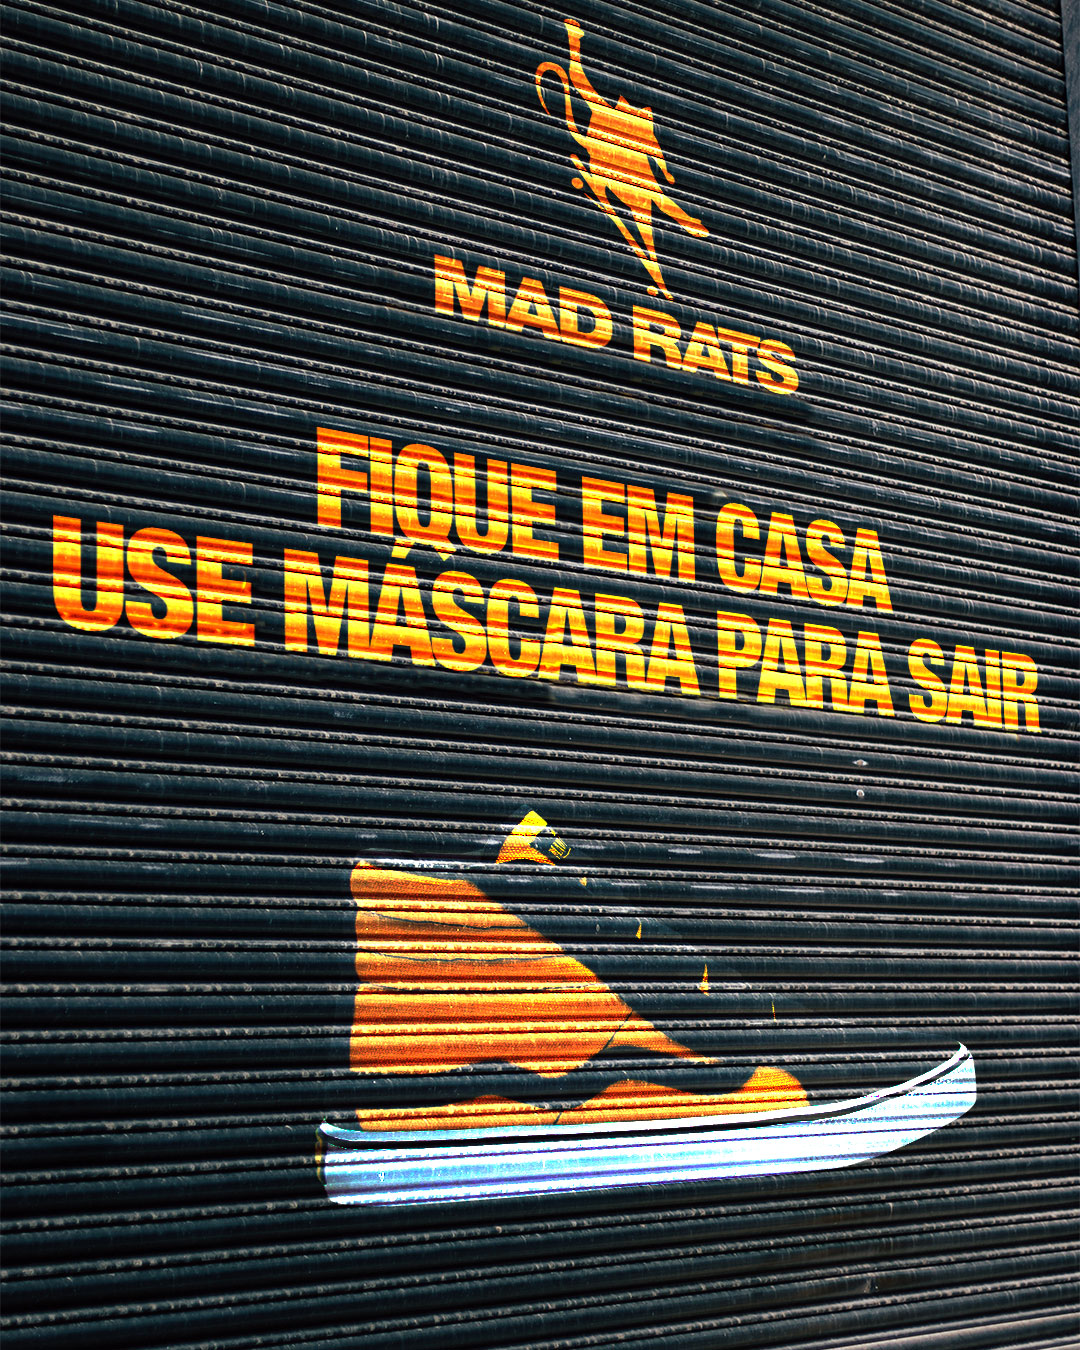 MAD RATS
FIQUE EM CASA
USE MÁSCARA PARA SAIR